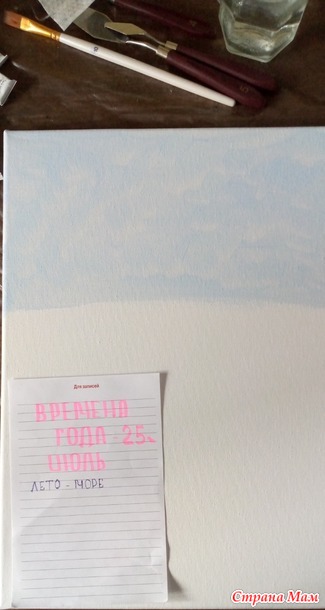 Для записей
ВРЕМЕНА
ГОДА - 25.
ИЮЛЬ
ЛЕТО - МОРЕ
Страна Мам